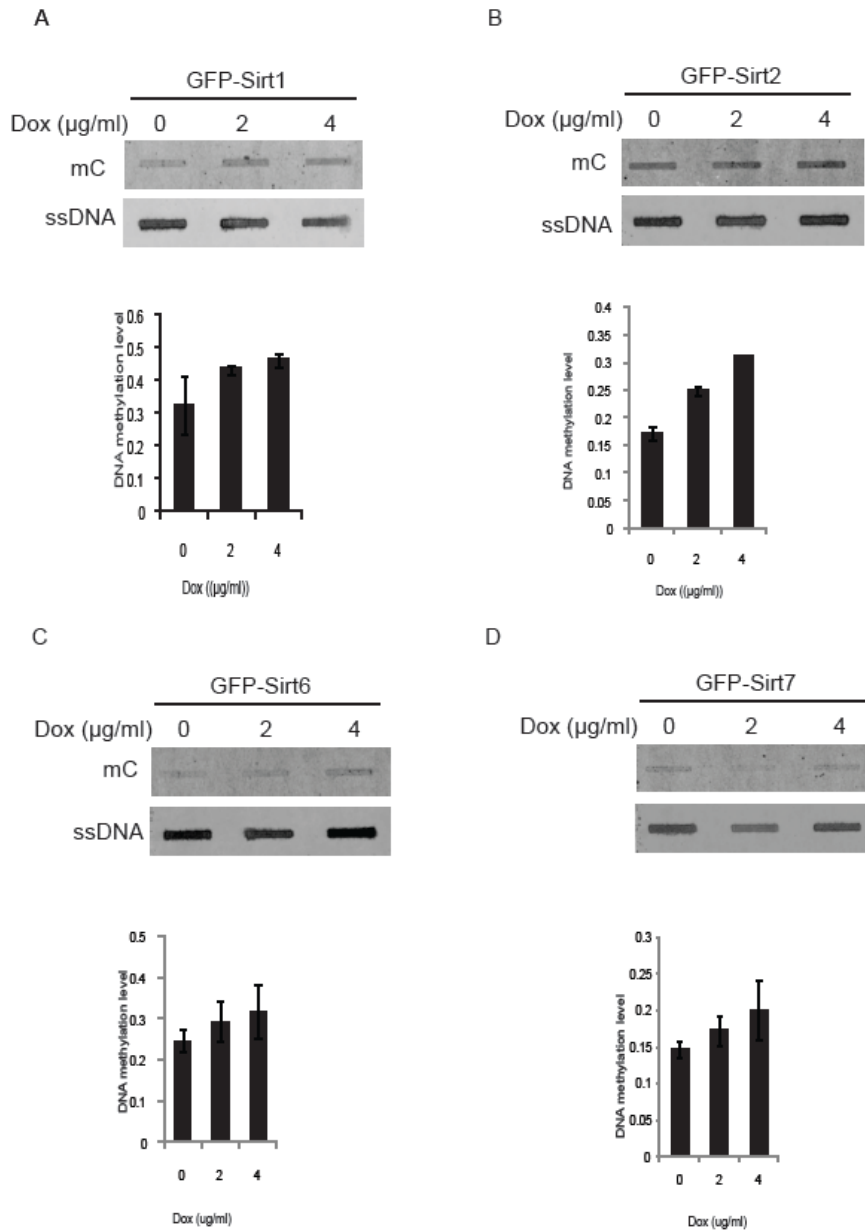 A
GFP-Sirt1
Dox (µg/ml) 0 2 4
mC
ssDNA
0.6
0.5
0.4
0.3
0.2
0.1
0
DNA methylation level
0 2 4
Dox ((µg/ml))
B
GFP-Sirt2
Dox (µg/ml) 0 2 4
mC
ssDNA
0.4
0.35
0.3
0.25
0.2
0.15
0.1
0.05
0
DNA methylation level
0 2 4
Dox ((µg/ml))
C
GFP-Sirt6
Dox (µg/ml) 0 2 4
mC
ssDNA
0.5
0.4
0.3
0.2
0.1
0
DNA methylation level
0 2 4
Dox (ug/ml)
D
GFP-Sirt7
Dox (µg/ml) 0 2 4
0.3
0.25
0.2
0.15
0.1
0.05
0
DNA methylation level
0 2 4
Dox (ug/ml)